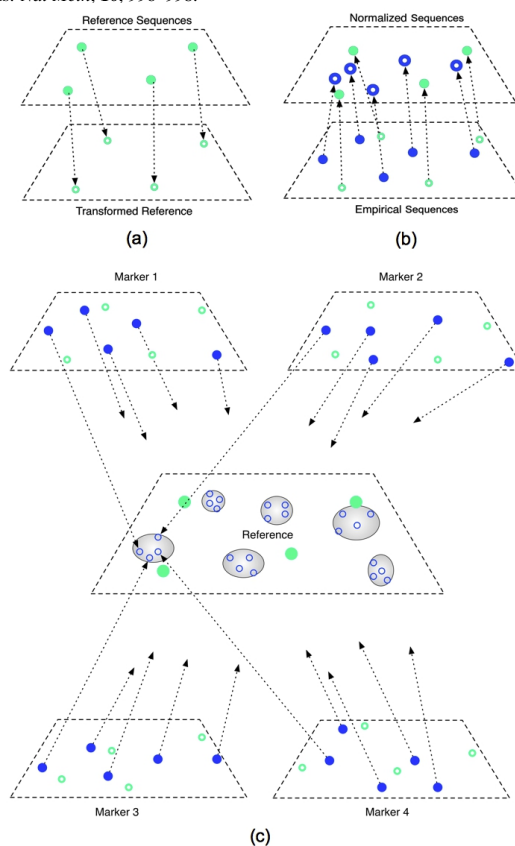 Reference Sequences
Normalized Sequences
Transformed Reference
Empirical Sequences
(a)
(b)
Marker 1
Marker 2
Reference
Marker 3
Marker 4
(c)